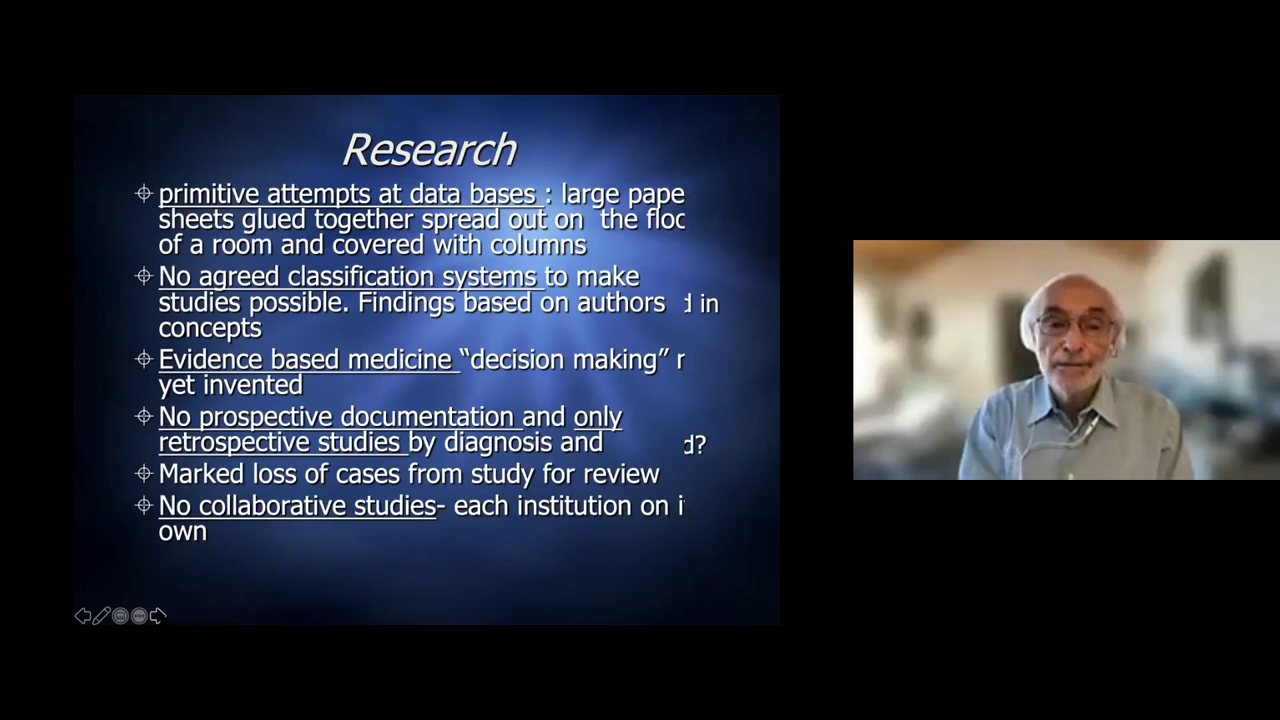 Research
primitive attempts at data bases : large pape
sheets glued together spread out on the floo
of a room and covered with columns
No agreed classification systems to make
studies possible. Findings based on authors d in
concepts
Evidence based medicine “decision making”
yet invented
No prospective documentation and only
retrospective studies by diagnosis and d?
Marked loss of cases from study for review
No collaborative studies- each institution on i
own